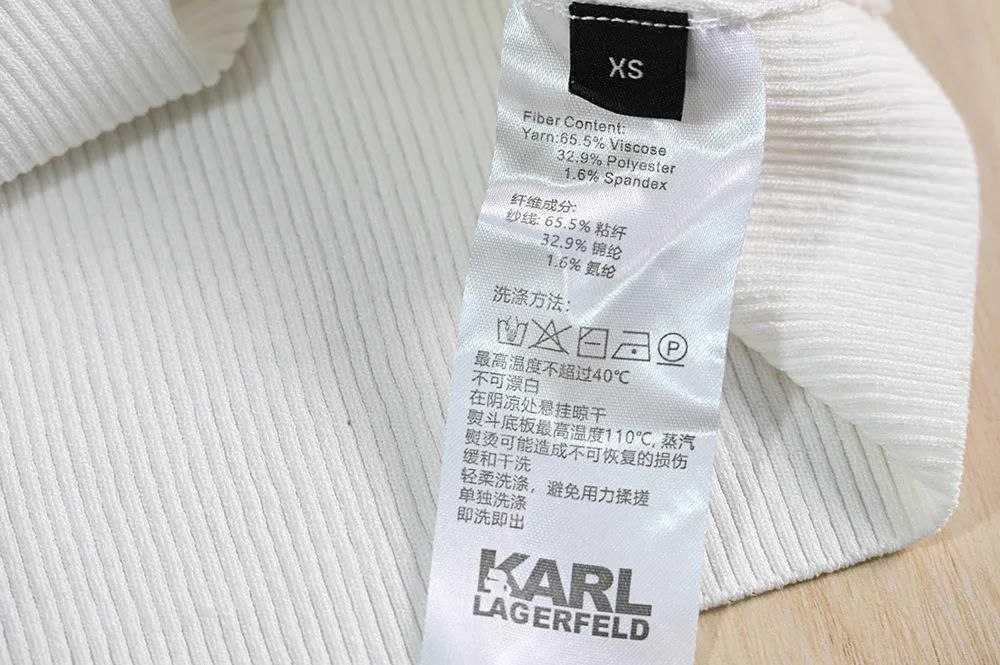 XS
Fiber Content:
Yarn:65.5% Viscose
32.9% Polyester
1.6% Spandex
纤维成分:
纱线: 65.5% 粘纤
32.9% 锦纶
1.6% 氨纶
洗涤方法:
P
最高温度不超过40℃
不可漂白
在阴凉处悬挂晾干
熨斗底板最高温度110℃, 蒸汽
熨烫可能造成不可恢复的损伤
缓和干洗
轻柔洗涤，避免用力揉搓
单独洗涤
即洗即出
KARL
LAGERFELD